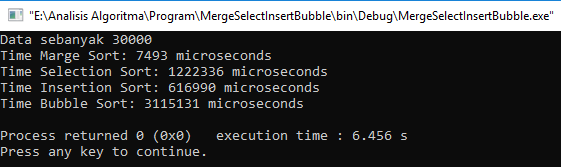 "E:\Analisis Algoritma\Program\MergeSelectInsertBubble\bin\Debug\MergeSelectInsertBubble.exe"
Data sebanyak 30000
Time Marge Sort: 7493 microseconds
Time Selection Sort: 1222336 microseconds
Time Insertion Sort: 616990 microseconds
Time Bubble Sort: 3115131 microseconds
Process returned 0 (0x0)   execution time : 6.456 s
Press any key to continue.